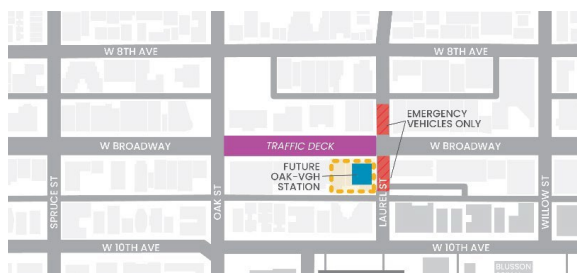 W 8TH AVE
W 8TH AVE
EMERGENCY
VEHICLES ONLY
W BROADWAY
TRAFFIC DECK
W BROADWAY
FUTURE
OAK-VGH
STATION
SPRUCE ST
OAK ST
LAUREL ST
WILLOW ST
W 10TH AVE
W 10TH AVE
BLUSSON